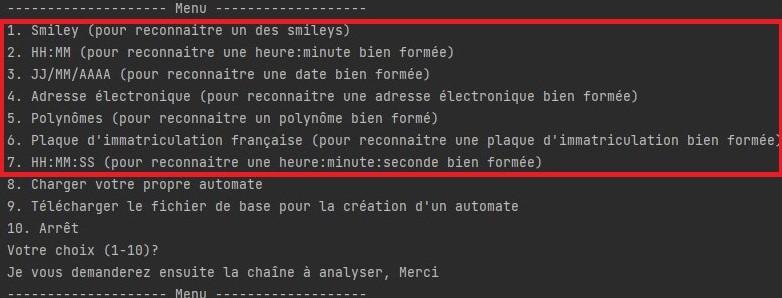 -------------------- Menu -------------------
1. Smiley (pour reconnaitre un des smileys)
2. HH:MM (pour reconnaitre une heure:minute bien formée)
3. JJ/MM/AAAA (pour reconnaitre une date bien formée)
4. Adresse électronique (pour reconnaitre une adresse électronique bien formée)
5. Polynômes (pour reconnaitre un polynôme bien formé)
6. Plaque d'immatriculation française (pour reconnaitre une plaque d'immatriculation bien formée)
7. HH:MM:SS (pour reconnaitre une heure:minute:seconde bien formée)
8. Charger votre propre automate
9. Télécharger le fichier de base pour la création d'un automate
10. Arrêt
Votre choix (1-10)?
Je vous demanderez ensuite la chaîne à analyser, Merci
-------------------- Menu -------------------